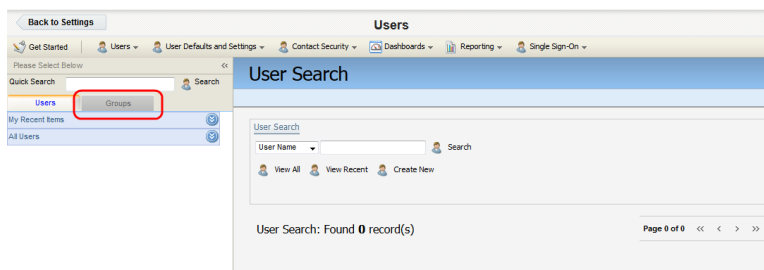 Back to Settings
Users
Get Started Users User Defaults and Settings Contact Security Dashboards Reporting Single Sign-On
Please Select Below
Quick Search Search
Users Groups
My Recent Items
All Users
User Search
User Search
User Name Search
View All View Recent Create New
User Search: Found 0 record(s)
Page 0 of 0